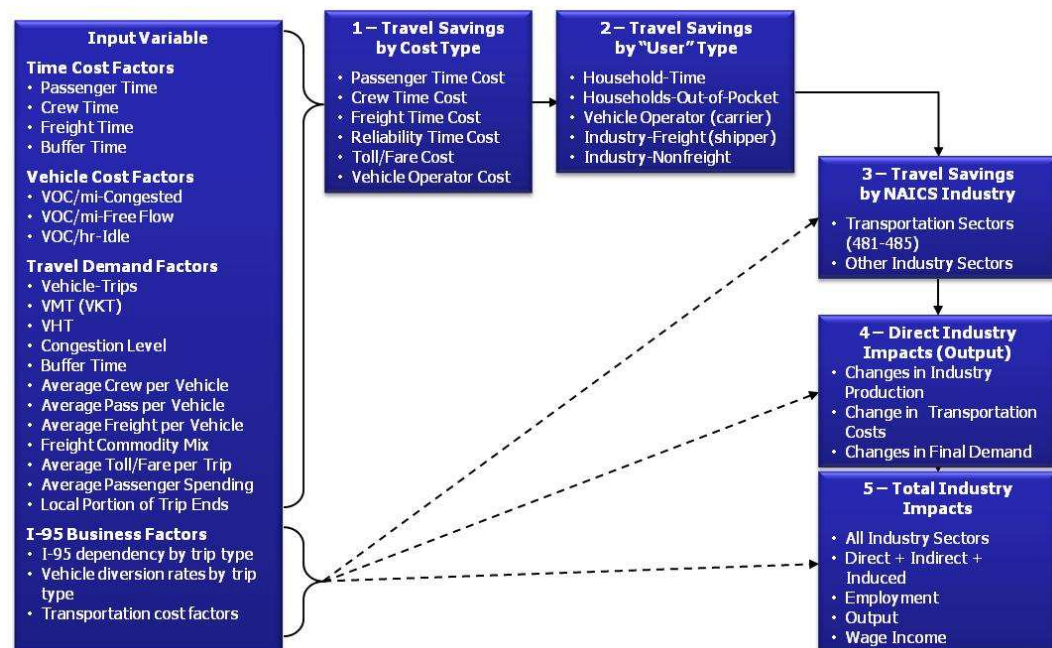 Input Variable
Time Cost Factors
• Passenger Time
• Crew Time
• Freight Time
• Buffer Time
Vehicle Cost Factors
• VOC/mi-Congested
• VOC/mi-Free Flow
• VOC/hr-Idle
Travel Demand Factors
• Vehicle-Trips
• VMT (VKT)
• VHT
• Congestion Level
• Buffer Time
• Average Crew per Vehicle
• Average Pass per Vehicle
• Average Freight per Vehicle
• Freight Commodity Mix
• Average Toll/Fare per Trip
• Average Passenger Spending
• Local Portion of Trip Ends
I-95 Business Factors
• I-95 dependency by trip type
• Vehicle diversion rates by trip
type
• Transportation cost factors
1 – Travel Savings
by Cost Type
• Passenger Time Cost
• Crew Time Cost
• Freight Time Cost
• Reliability Time Cost
• Toll/Fare Cost
• Vehicle Operator Cost
2 – Travel Savings
by "User" Type
• Household-Time
• Households-Out-of-Pocket
• Vehicle Operator (carrier)
• Industry-Freight (shipper)
• Industry-Nonfreight
3 – Travel Savings
by NAICS Industry
• Transportation Sectors
(481-485)
• Other Industry Sectors
4 – Direct Industry
Impacts (Output)
• Changes in Industry
Production
• Change in Transportation
Costs
• Changes in Final Demand
5 – Total Industry
Impacts
• All Industry Sectors
• Direct + Indirect +
Induced
• Employment
• Output
• Wage Income